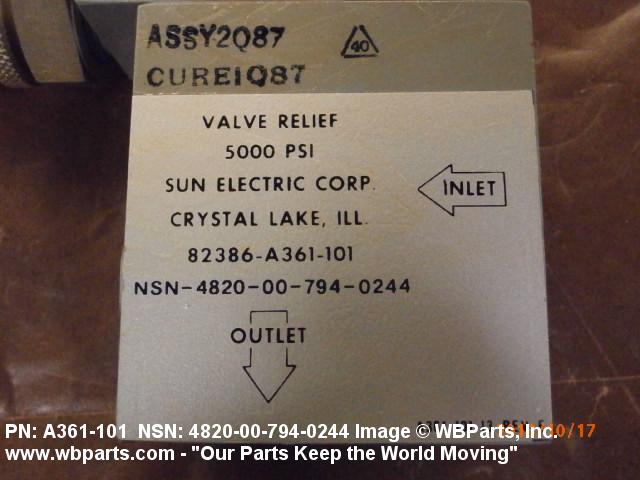 ASSY2Q87
40
CURE1Q87
VALVE RELIEF
5000 PSI
SUN ELECTRIC CORP.
INLET
CRYSTAL LAKE, ILL.
82386-A361-101
NSN-4820-00-794-0244
OUTLET
PN: A361-101 NSN: 4820-00-794-0244 Image © WBParts, Inc.
www.wbparts.com - "Our Parts Keep the World Moving"